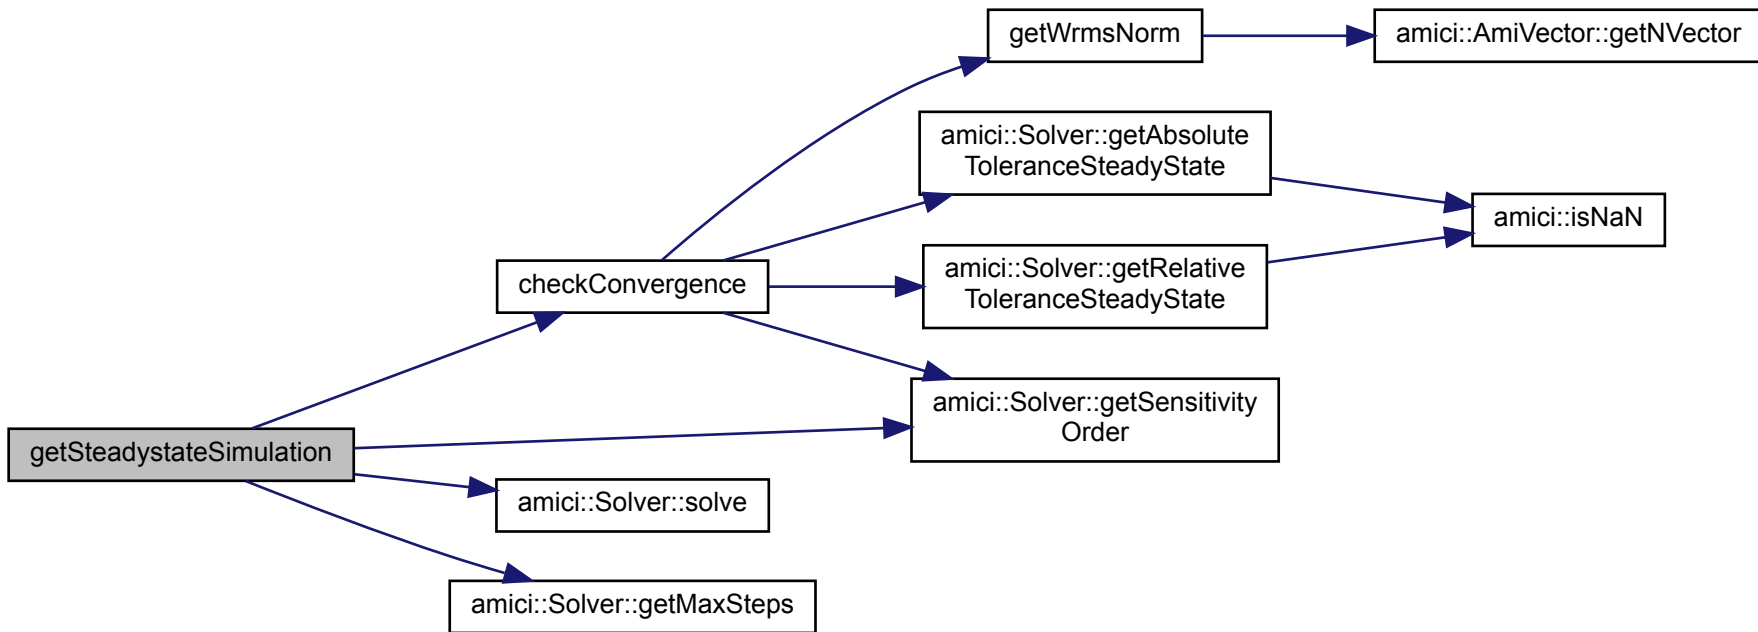 getWrmsNorm
amici::AmiVector::getNVector
amici::Solver::getAbsolute
ToleranceSteadyState
amici::isNaN
checkConvergence
amici::Solver::getRelative
ToleranceSteadyState
amici::Solver::getSensitivity
Order
getSteadystateSimulation
amici::Solver::solve
amici::Solver::getMaxSteps